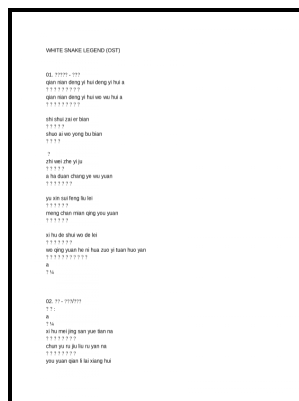 WHITE SNAKE LEGEND (OST)
01. ????? - ???
qian nian deng yi hui deng yi hui a
? ? ? ? ? ? ? ? ?
qian nian deng yi hui wo wu hui a
? ? ? ? ? ? ? ? ?
shi shui zai er bian
? ? ? ? ?
shuo ai wo yong bu bian
? ? ? ?
?
zhi wei zhe yi ju
? ? ? ? ?
a ha duan chang ye wu yuan
? ? ? ? ? ? ?
yu xin sui feng liu lei
? ? ? ? ? ?
meng chan mian qing you yuan
? ? ? ? ? ?
xi hu de shui wo de lei
? ? ? ? ? ? ?
wo qing yuan he ni hua zuo yi tuan huo yan
? ? ? ? ? ? ? ? ? ? ?
a
? ¼
02. ?? - ???/???
? ? :
a
? ¼
xi hu mei jing san yue tian na
? ? ? ? ? ? ? ?
chun yu ru jiu liu ru yan na
? ? ? ? ? ? ? ?
you yuan qian li lai xiang hui